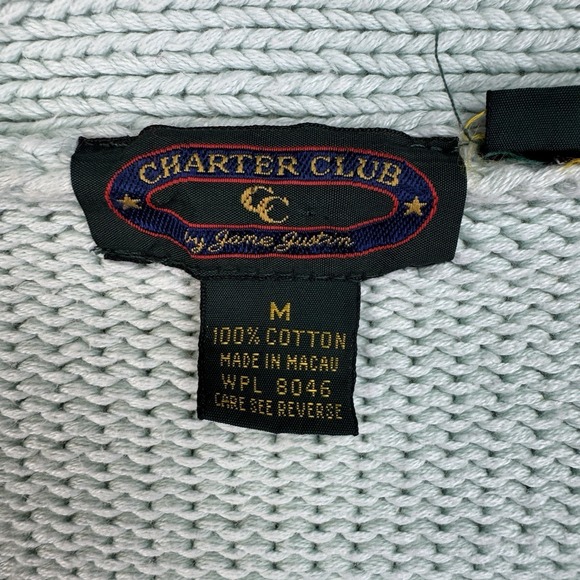 CHARTER CLUB
CC
by Jane Justin
M
100% COTTON
MADE IN MACAU
WPL 8046
CARE SEE REVERSE